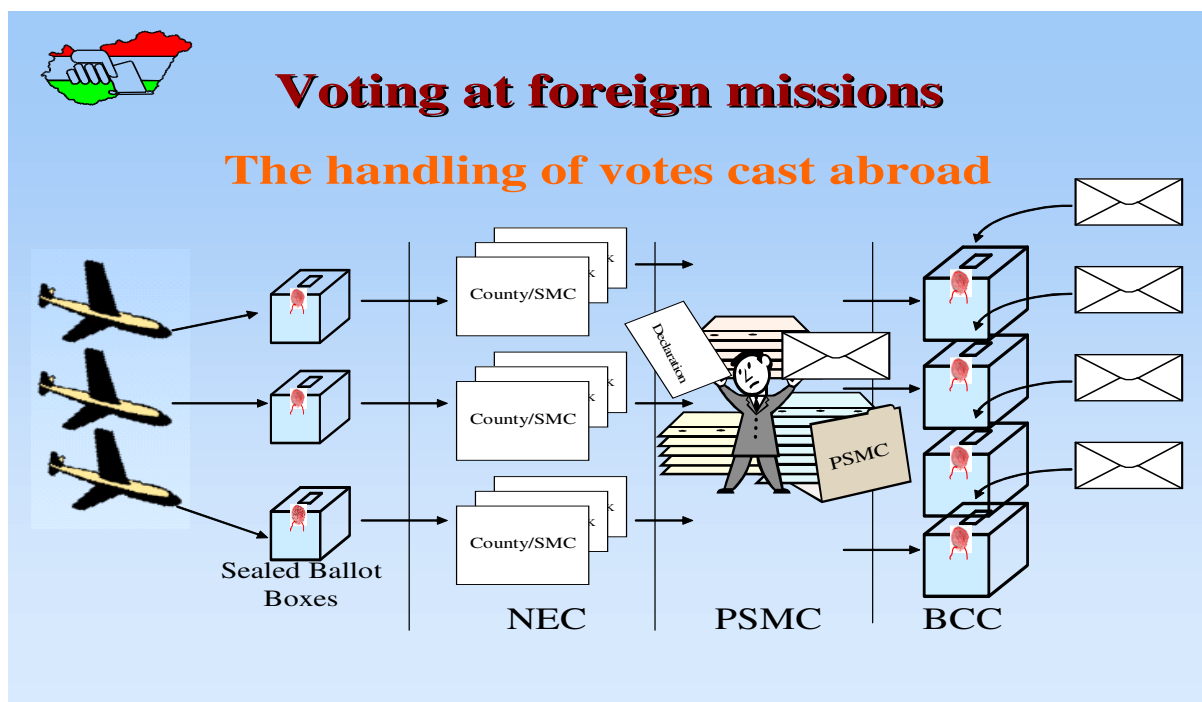 Voting at foreign missions
The handling of votes cast abroad
k
k
County/SMC
k
k
County/SMC
k
k
County/SMC
Declaration
PSMC
Sealed Ballot
Boxes
NEC
PSMC
BCC